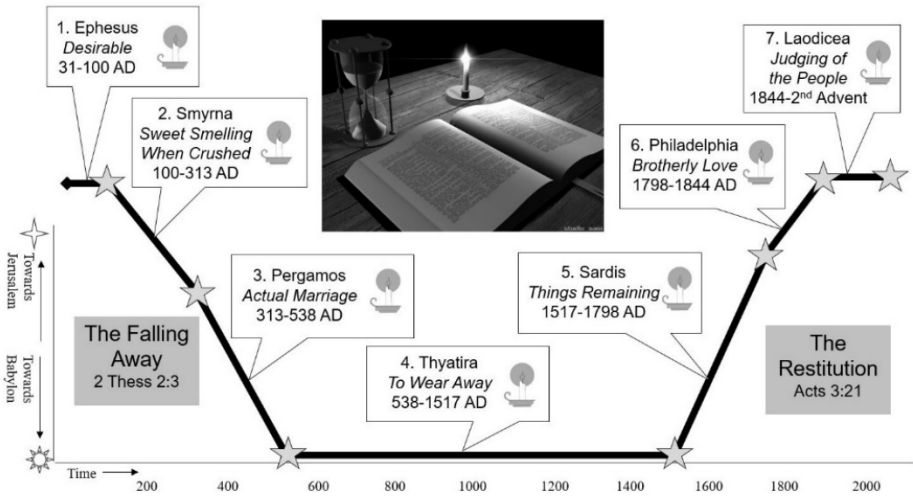 1. Ephesus
Desirable
31-100 AD
2. Smyrna
Sweet Smelling
When Crushed
100-313 AD
3. Pergamos
Actual Marriage
313-538 AD
4. Thyatira
To Wear Away
538-1517 AD
5. Sardis
Things Remaining
1517-1798 AD
6. Philadelphia
Brotherly Love
1798-1844 AD
7. Laodicea
Judging of
the People
1844-2nd Advent
Towards
Jerusalem
Towards
Babylon
The Falling
Away
2 Thess 2:3
The
Restitution
Acts 3:21
Time
200 400 600 800 1000 1200 1400 1600 1800 2000